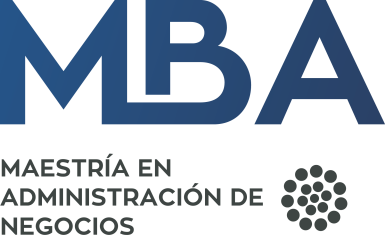 MBA
MAESTRÍA EN
ADMINISTRACIÓN DE
NEGOCIOS